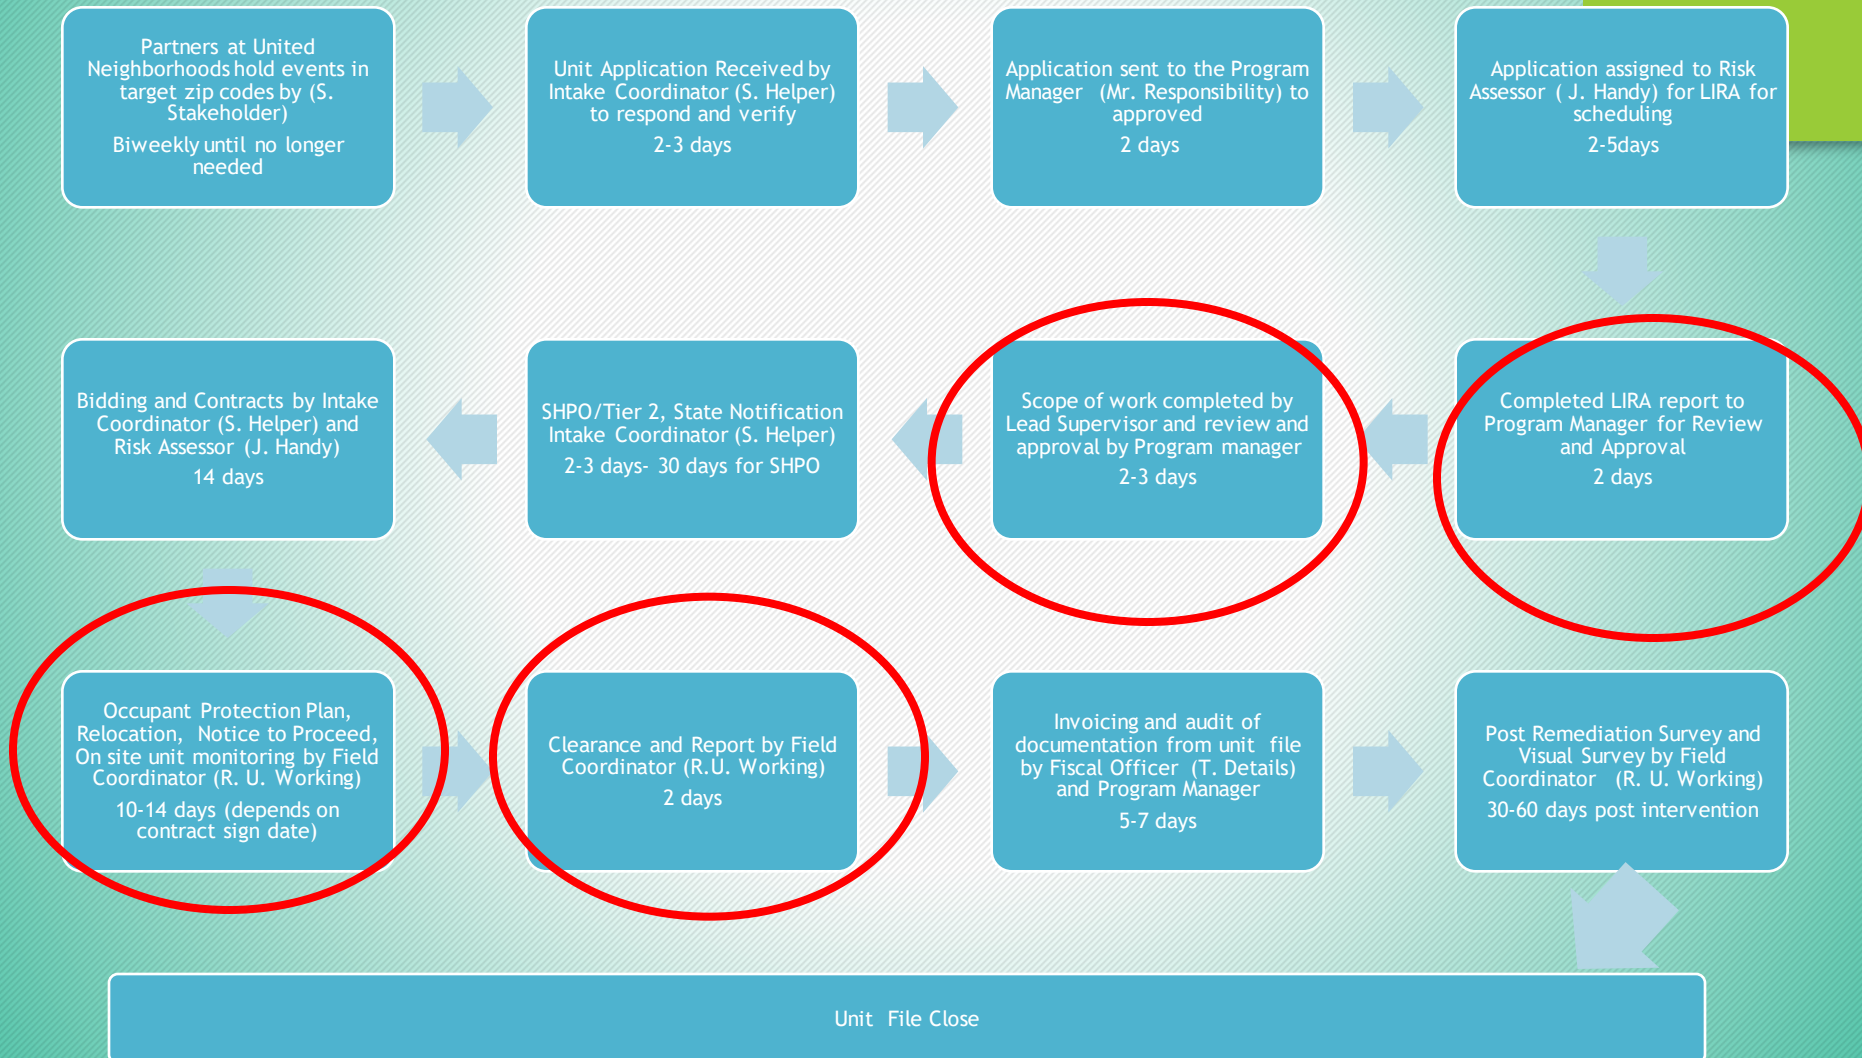 Partners at United
Neighborhoods hold events in
target zip codes by (S.
Stakeholder)
Biweekly until no longer
needed
Unit Application Received by
Intake Coordinator (S. Helper)
to respond and verify
2-3 days
Application sent to the Program
Manager (Mr. Responsibility) to
approved
2 days
Application assigned to Risk
Assessor ( J. Handy) for LIRA for
scheduling
2-5days
Completed LIRA report to
Program Manager for Review
and Approval
2 days
Scope of work completed by
Lead Supervisor and review and
approval by Program manager
2-3 days
SHPO/Tier 2, State Notification
Intake Coordinator (S. Helper)
2-3 days- 30 days for SHPO
Bidding and Contracts by Intake
Coordinator (S. Helper) and
Risk Assessor (J. Handy)
14 days
Occupant Protection Plan,
Relocation, Notice to Proceed,
On site unit monitoring by Field
Coordinator (R. U. Working)
10-14 days (depends on
contract sign date)
Clearance and Report by Field
Coordinator (R.U. Working)
2 days
Invoicing and audit of
documentation from unit file
by Fiscal Officer (T. Details)
and Program Manager
5-7 days
Post Remediation Survey and
Visual Survey by Field
Coordinator (R. U. Working)
30-60 days post intervention
Unit File Close